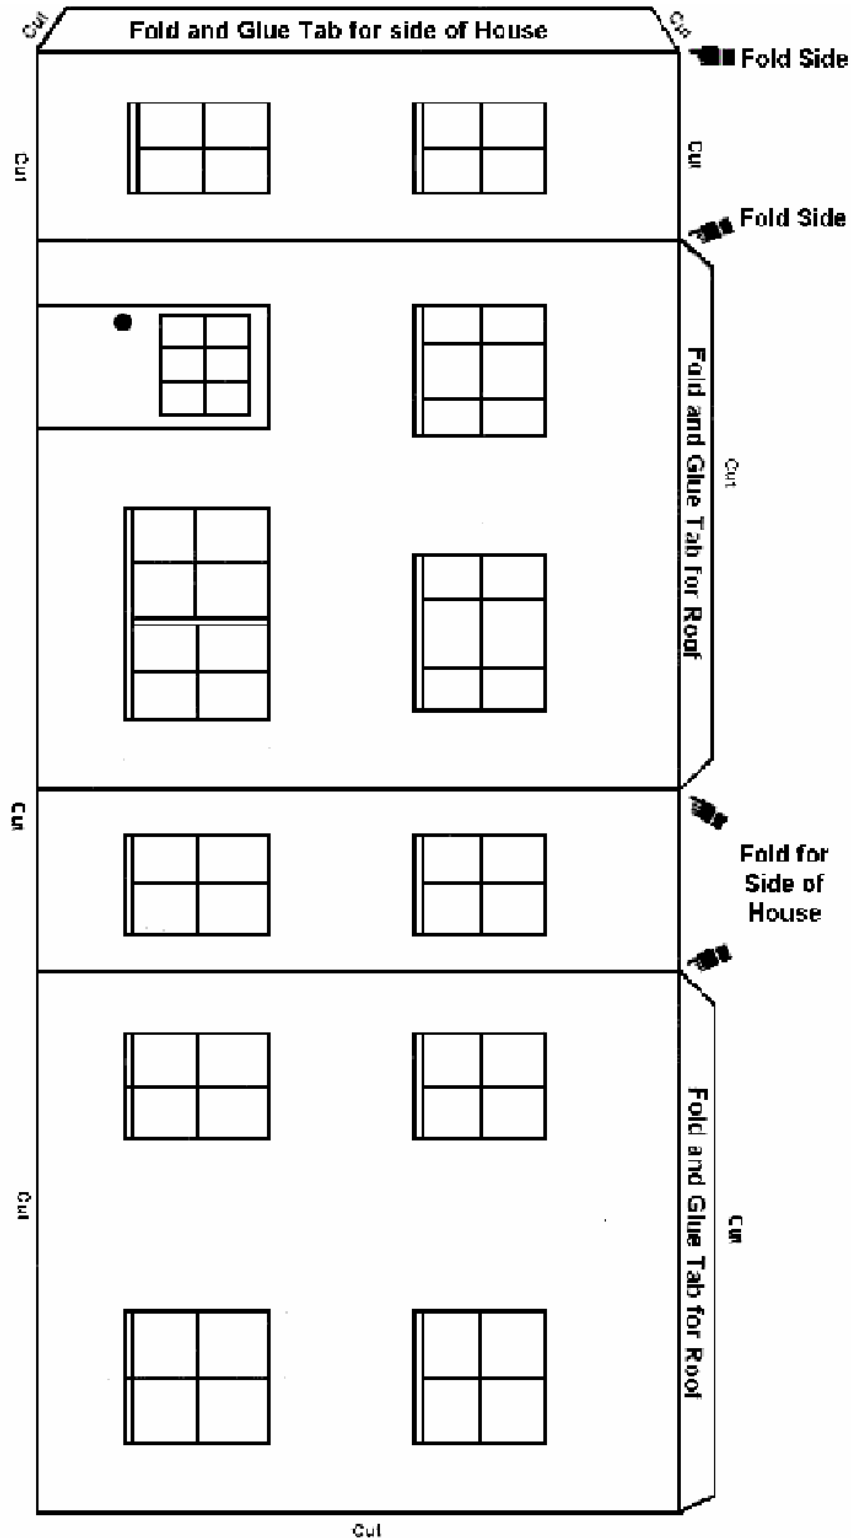 Cut
Fold and Glue Tab for side of House
Cut
Fold Side
Cut
Cut
Fold Side
Fold and Glue Tab for Roof
Cut
Cut
Fold for
Side of
House
Fold and Glue Tab for Roof
Cut
Cut
Cut